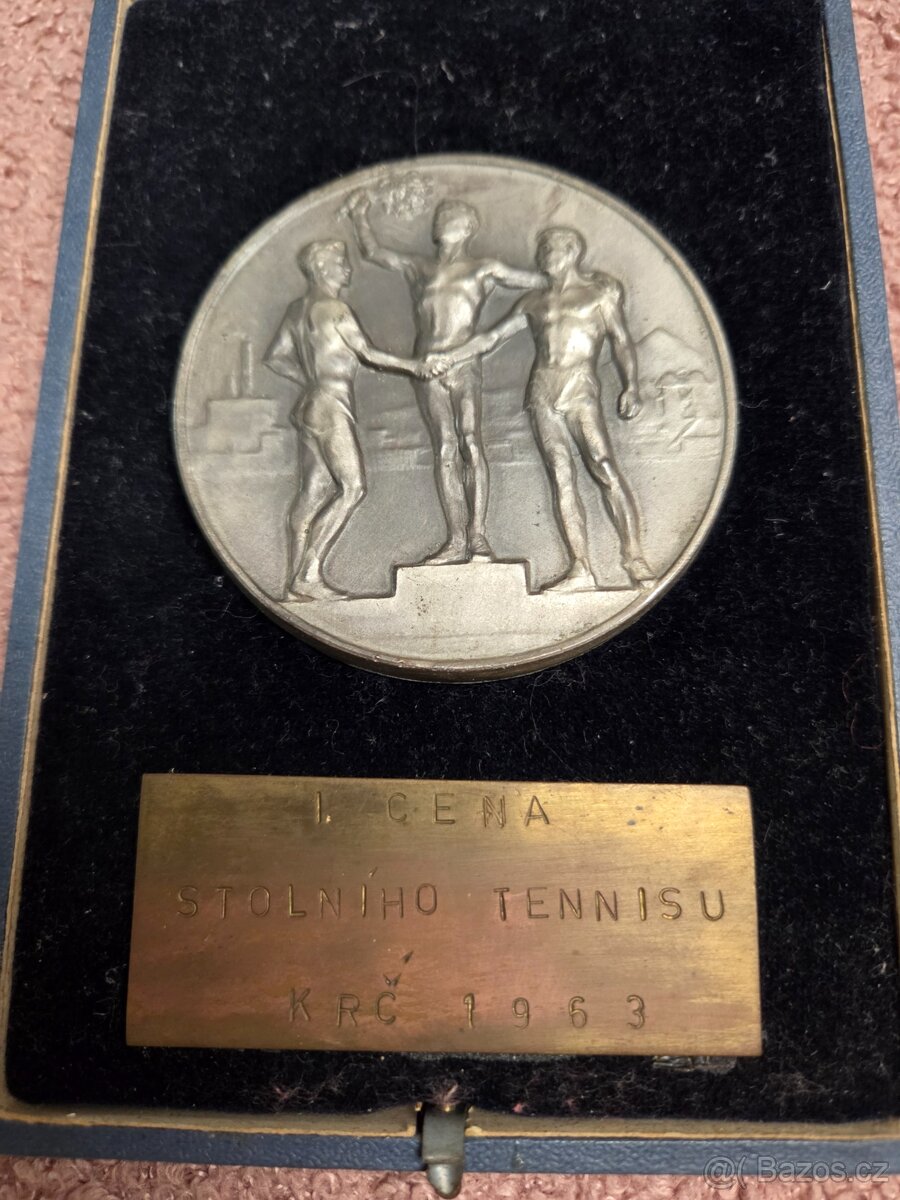 I. CENA
STOLNÍHO TENNISU
KRČ 1963
@( Bazos.cz